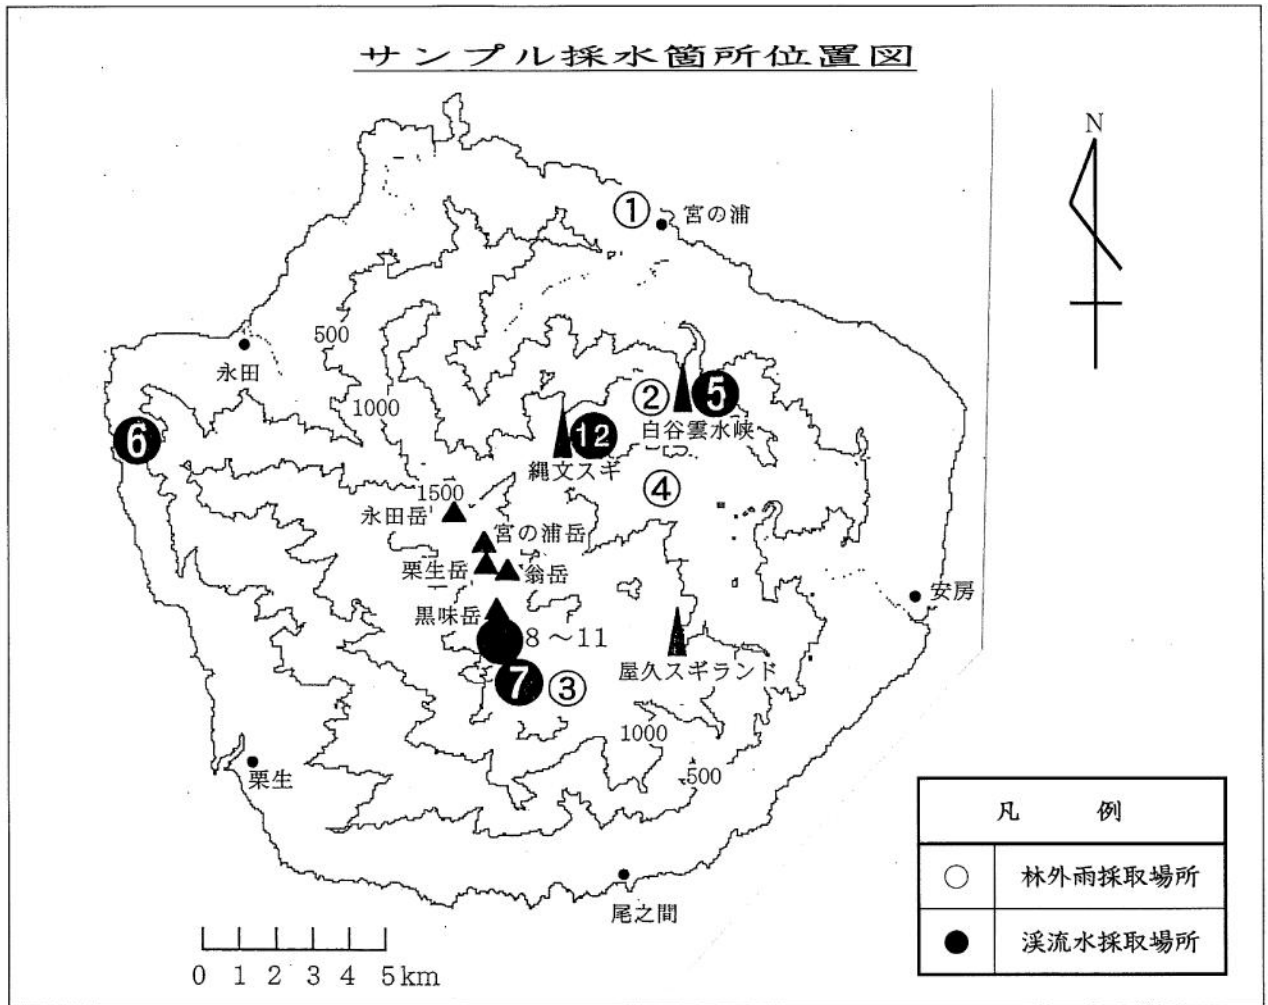 サンプル採水箇所位置図
N
① 宮の浦
500
永田
1000
② 5
白谷雲水峡
6
12
縄文スギ
④
1500
永田岳
宮の浦岳
栗生岳
翁岳
安房
黒味岳
8～11
屋久スギランド
7 ③
1000
500
栗生
凡 例
○ 林外雨採取場所
● 渓流水採取場所
尾之間
0 1 2 3 4 5km